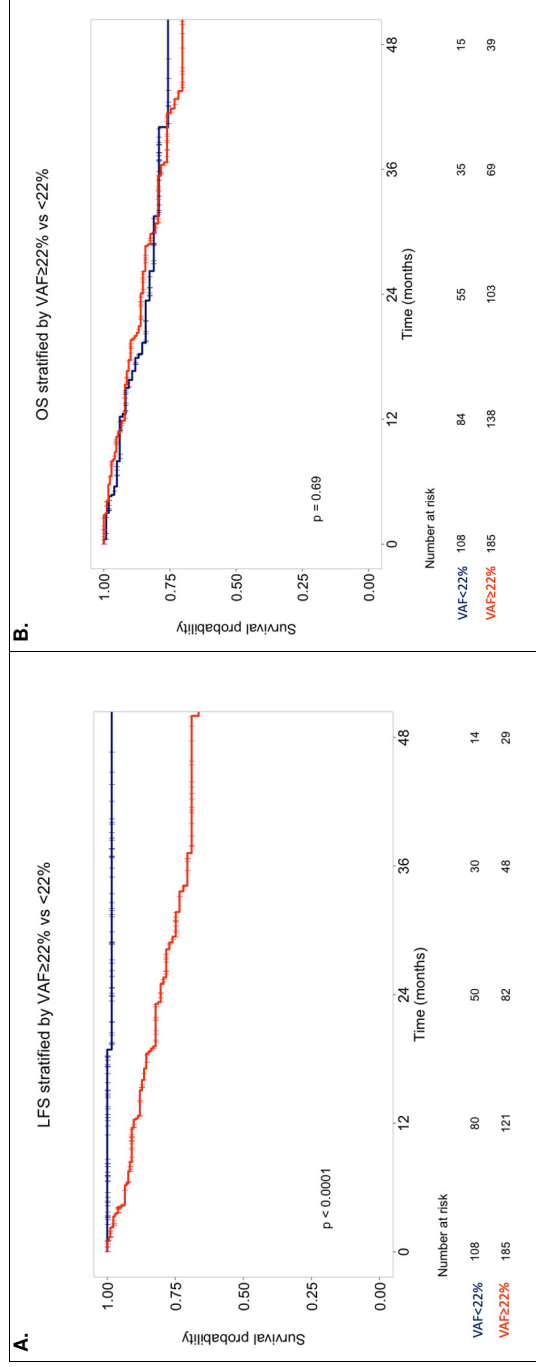 A.
LFS stratified by VAF≥22% vs <22%
Survival probability
1.00
0.75
0.50
0.25
0.00
p < 0.0001
0 12 24 36 48
Time (months)
Number at risk
VAF<22% 108 80 50 30 14
VAF≥22% 185 121 82 48 29
B.
OS stratified by VAF≥22% vs <22%
Survival probability
1.00
0.75
0.50
0.25
0.00
p = 0.69
0 12 24 36 48
Time (months)
Number at risk
VAF<22% 108 84 55 35 15
VAF≥22% 185 138 103 69 39